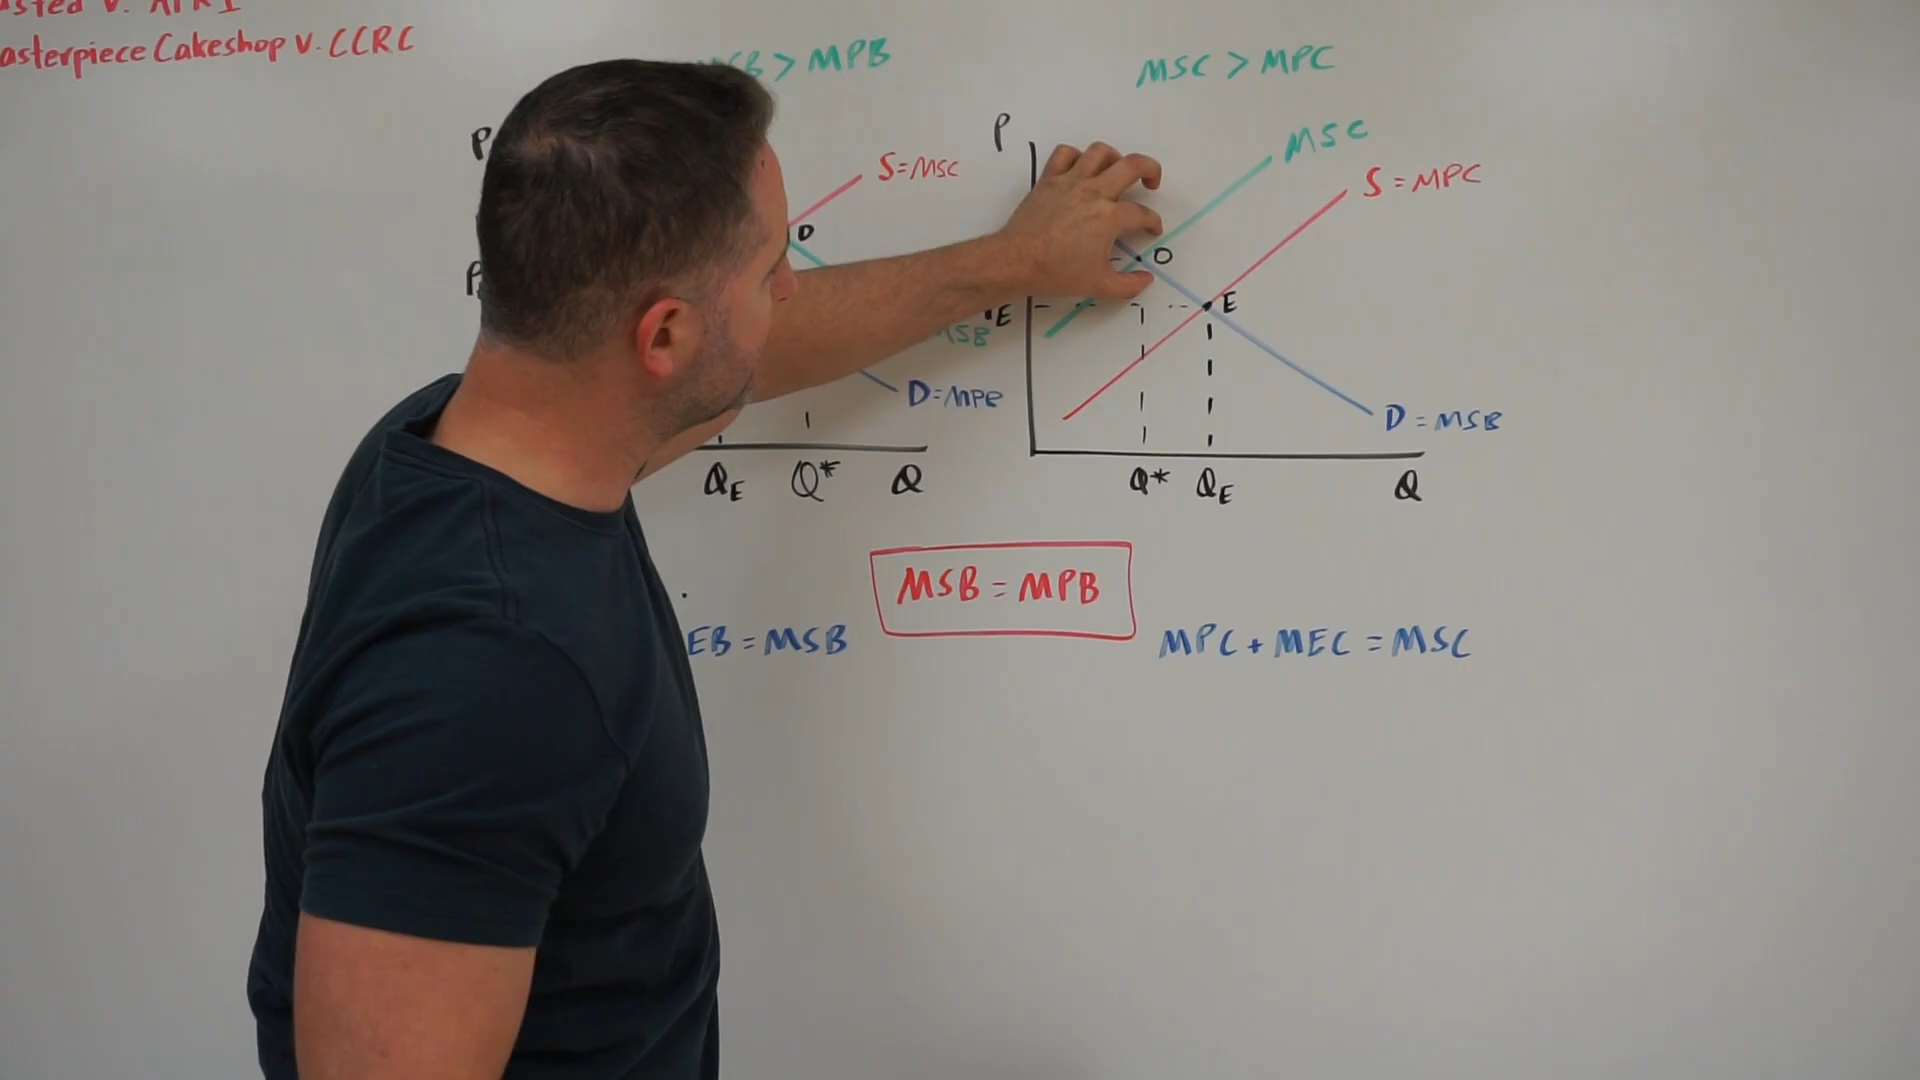 v.
Masterpiece Cakeshop v. CCRC
> MPB
P
S=MSC
D
D=MPB
QE
Q*
Q
MSC > MPC
P
MSC
S = MPC
O
E
E
D = MSB
Q*
QE
Q
MSB = MPB
EB = MSB
MPC + MEC = MSC